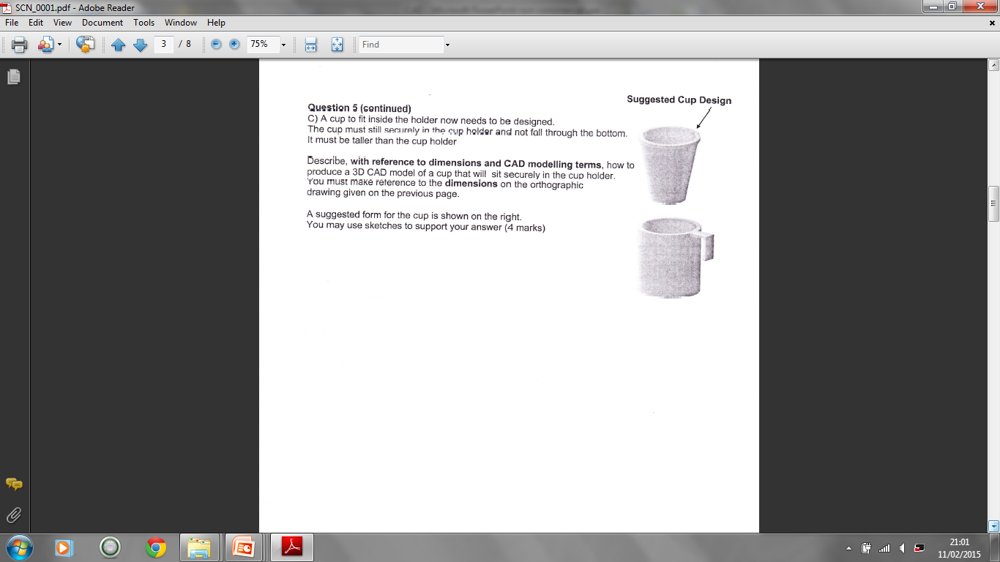 SCN_0001.pdf - Adobe Reader
File Edit View Document Tools Window Help
3 / 8 75% Find
Suggested Cup Design
Question 5 (continued)
C) A cup to fit inside the holder now needs to be designed.
The cup must still securely in the cup holder and not fall through the bottom.
It must be taller than the cup holder
Describe, with reference to dimensions and CAD modelling terms, how to
produce a 3D CAD model of a cup that will sit securely in the cup holder.
You must make reference to the dimensions on the orthographic
drawing given on the previous page.
A suggested form for the cup is shown on the right.
You may use sketches to support your answer (4 marks)
21:01
11/02/2015